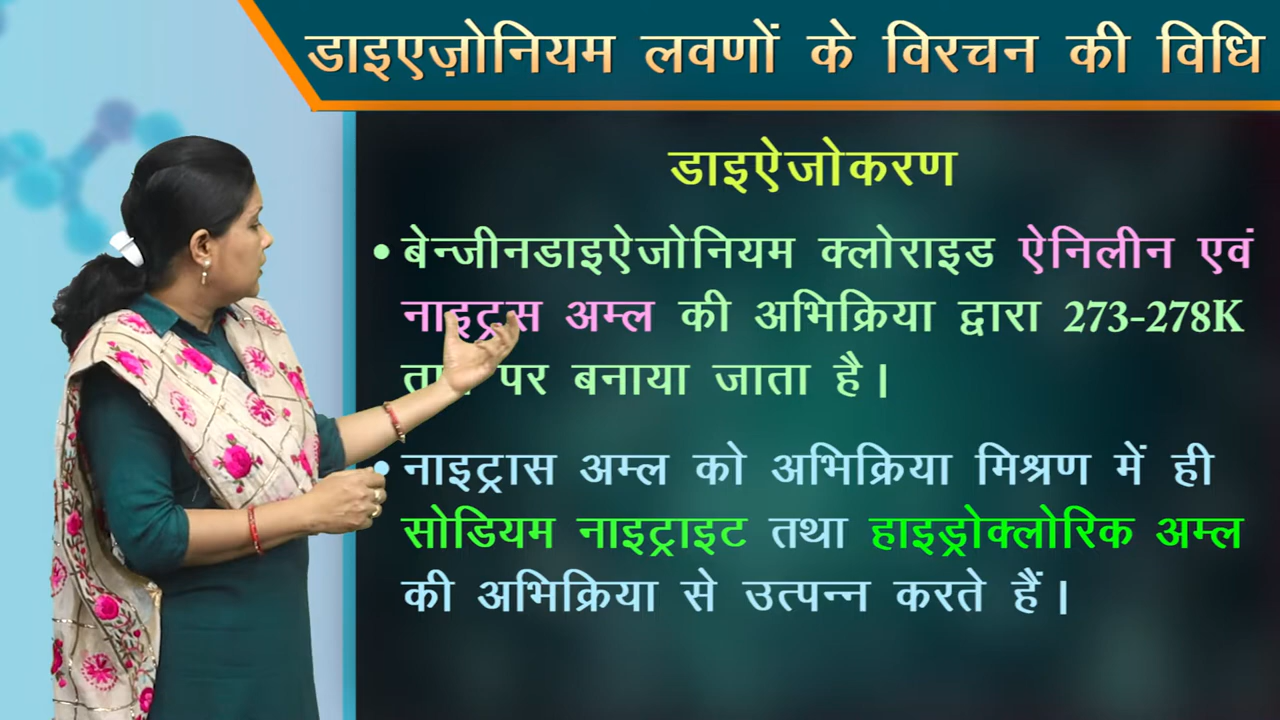 डाइएज़ोनियम लवणों के विरचन की विधि
डाइऐजोकरण
• बेन्जीनडाइऐजोनियम क्लोराइड ऐनिलीन एवं
नाइट्रस अम्ल की अभिक्रिया द्वारा 273-278K
पर बनाया जाता है।
• नाइट्रास अम्ल को अभिक्रिया मिश्रण में ही
सोडियम नाइट्राइट तथा हाइड्रोक्लोरिक अम्ल
की अभिक्रिया से उत्पन्न करते हैं।